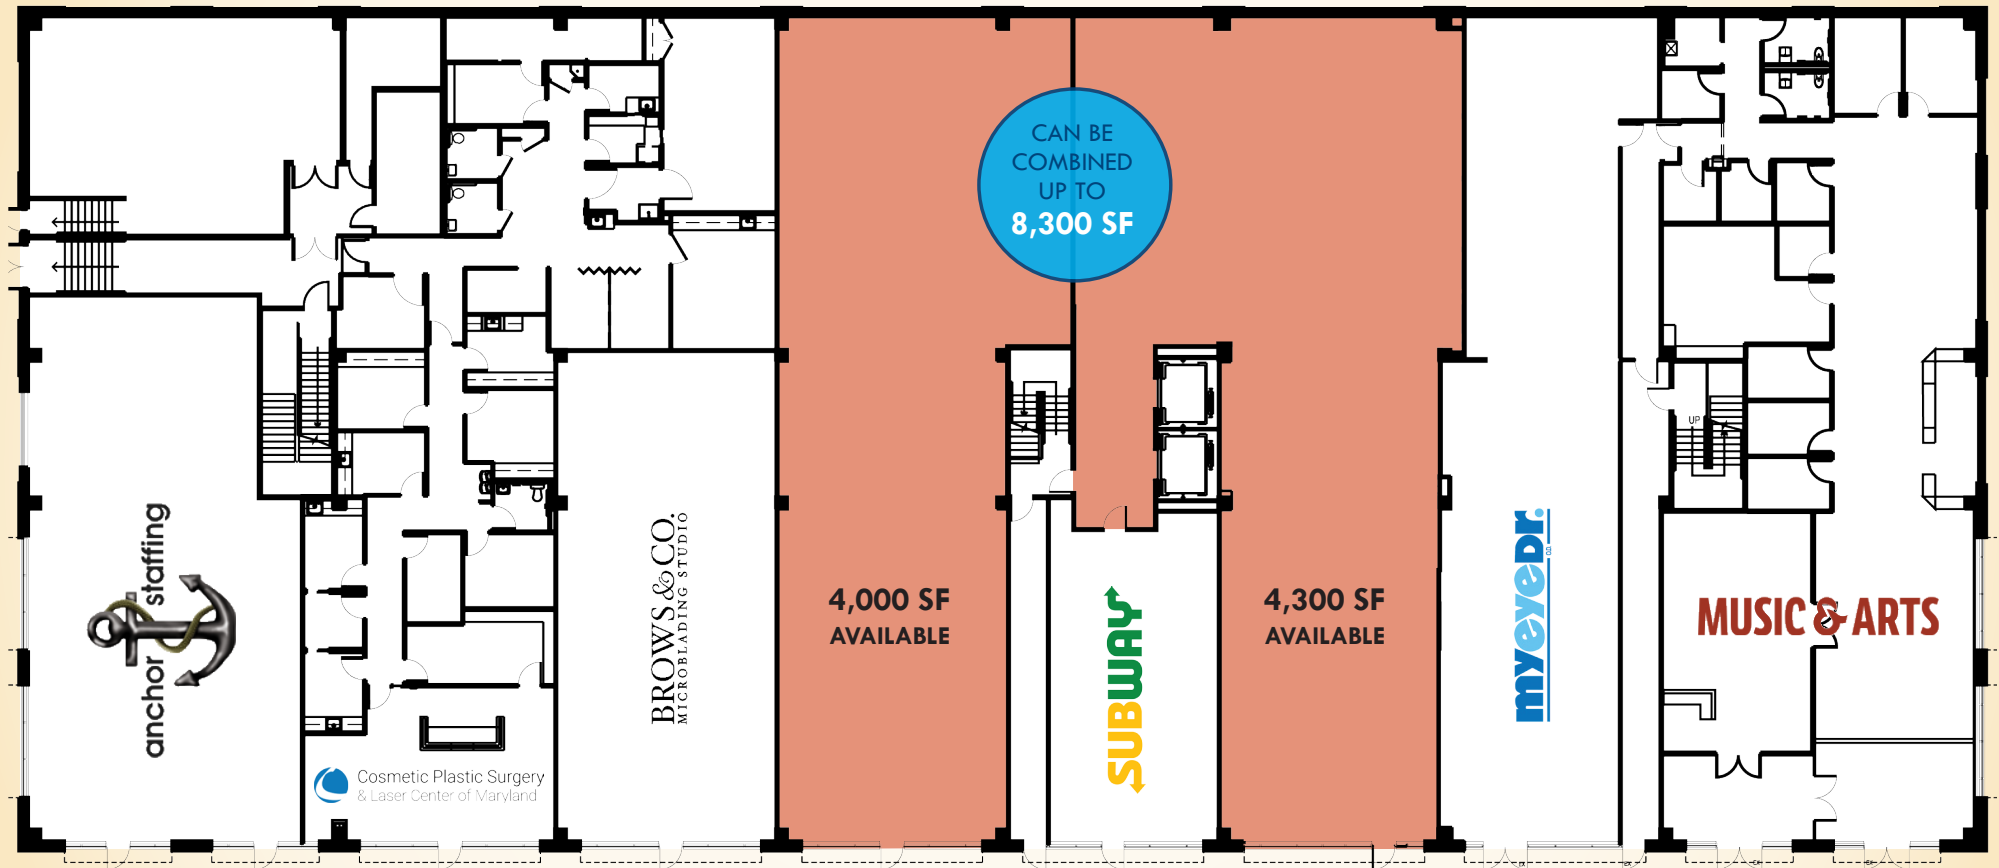 CAN BE
COMBINED
UP TO
8,300 SF
anchor staffing
Cosmetic Plastic Surgery
& Laser Center of Maryland
BROWS & CO.
MICROBLADING STUDIO
4,000 SF
AVAILABLE
SUBWAY
4,300 SF
AVAILABLE
myeyeDr.
O.D.
UP
MUSIC & ARTS